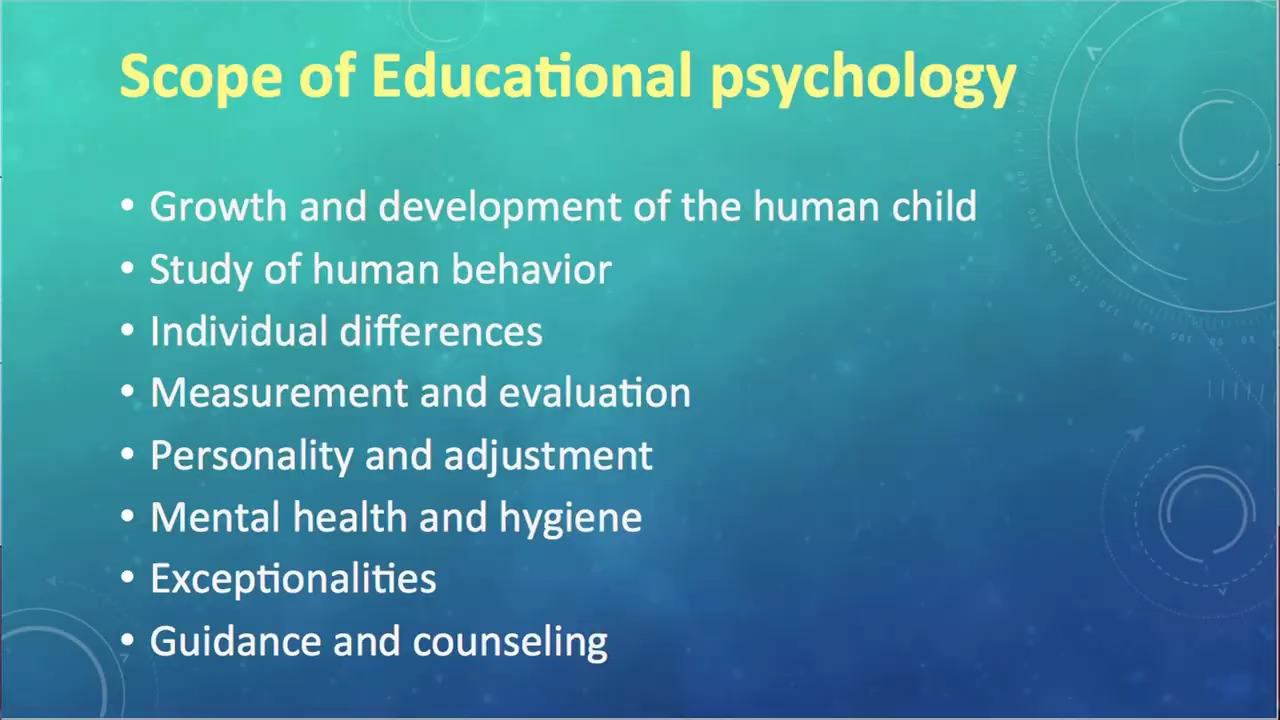 Scope of Educational psychology
• Growth and development of the human child
• Study of human behavior
• Individual differences
• Measurement and evaluation
• Personality and adjustment
• Mental health and hygiene
• Exceptionalities
• Guidance and counseling